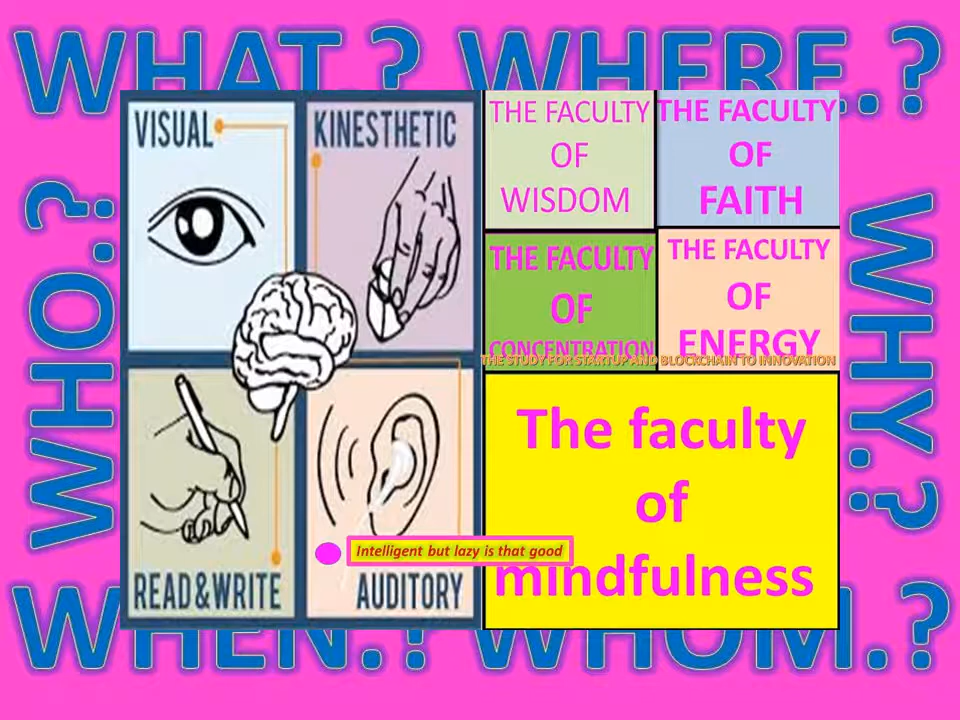 WHAT.? WHERE.?
WHO.?
WHY.?
VISUAL
KINESTHETIC
READ&WRITE
AUDITORY
THE FACULTY
OF
WISDOM
THE FACULTY
OF
FAITH
THE FACULTY
OF
CONCENTRATION
THE FACULTY
OF
ENERGY
THE STUDY FOR STARTUP AND BLOCKCHAIN TO INNOVATION
The faculty
of
mindfulness
Intelligent but lazy is that good
WHEN.? WHOM.?